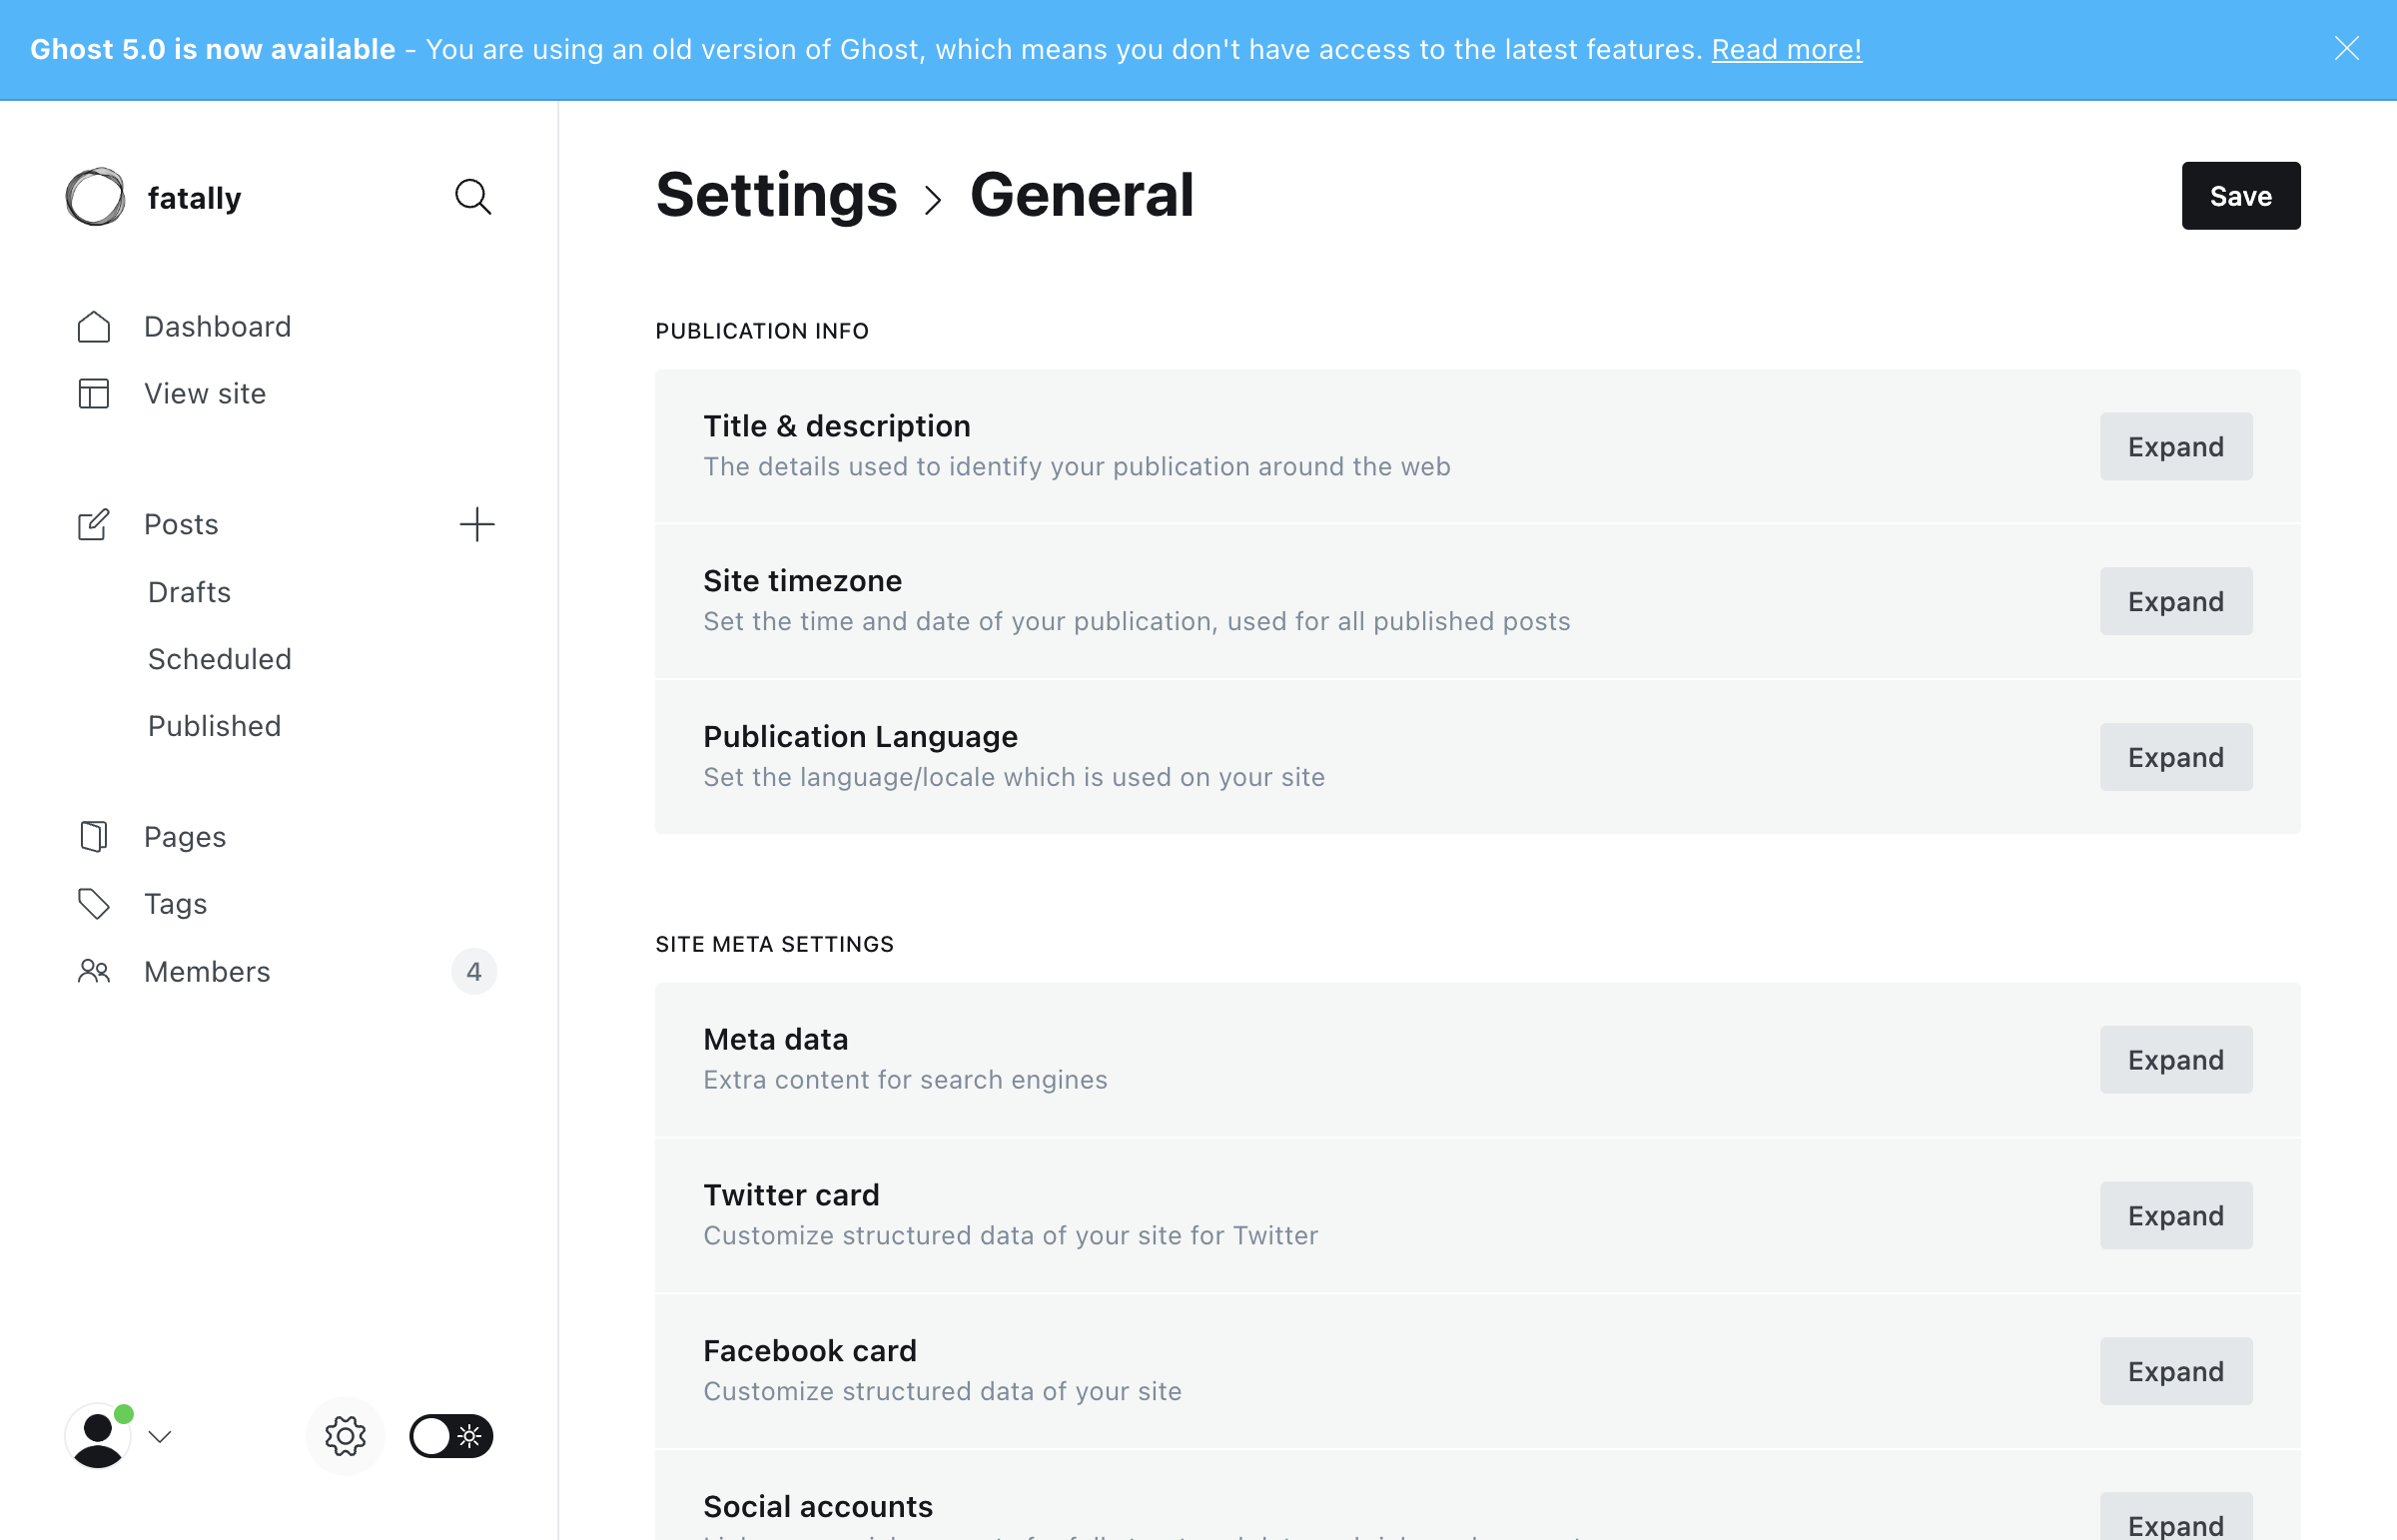 Ghost 5.0 is now available - You are using an old version of Ghost, which means you don't have access to the latest features. Read more!
fatally
Dashboard
View site
Posts
Drafts
Scheduled
Published
Pages
Tags
Members 4
Settings > General
Save
PUBLICATION INFO
Title & description
The details used to identify your publication around the web
Expand
Site timezone
Set the time and date of your publication, used for all published posts
Expand
Publication Language
Set the language/locale which is used on your site
Expand
SITE META SETTINGS
Meta data
Extra content for search engines
Expand
Twitter card
Customize structured data of your site for Twitter
Expand
Facebook card
Customize structured data of your site
Expand
Social accounts
Expand